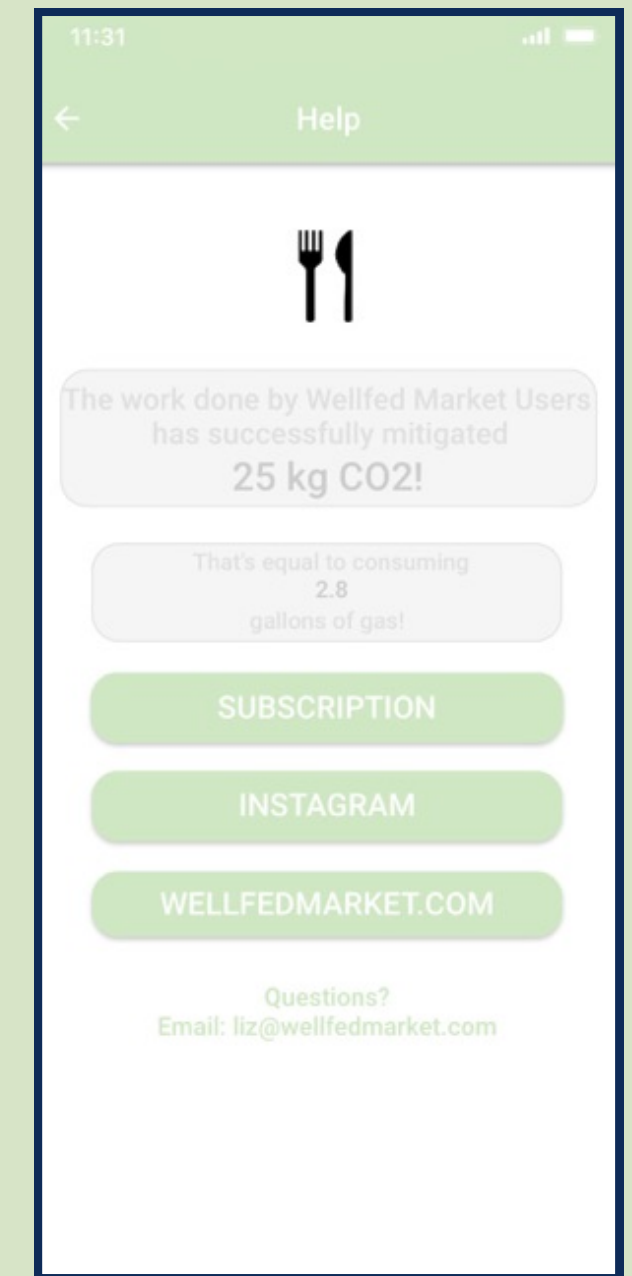 11:31
Help
The work done by Wellfed Market Users
has successfully mitigated
25 kg CO2!
That's equal to consuming
2.8
gallons of gas!
SUBSCRIPTION
INSTAGRAM
WELLFEDMARKET.COM
Questions?
Email: liz@wellfedmarket.com